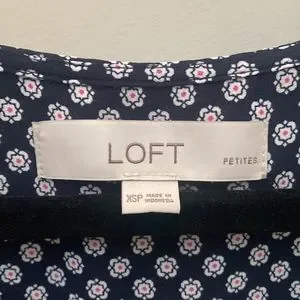 LOFT
PETITES
XSP
MADE IN
INDONESIA